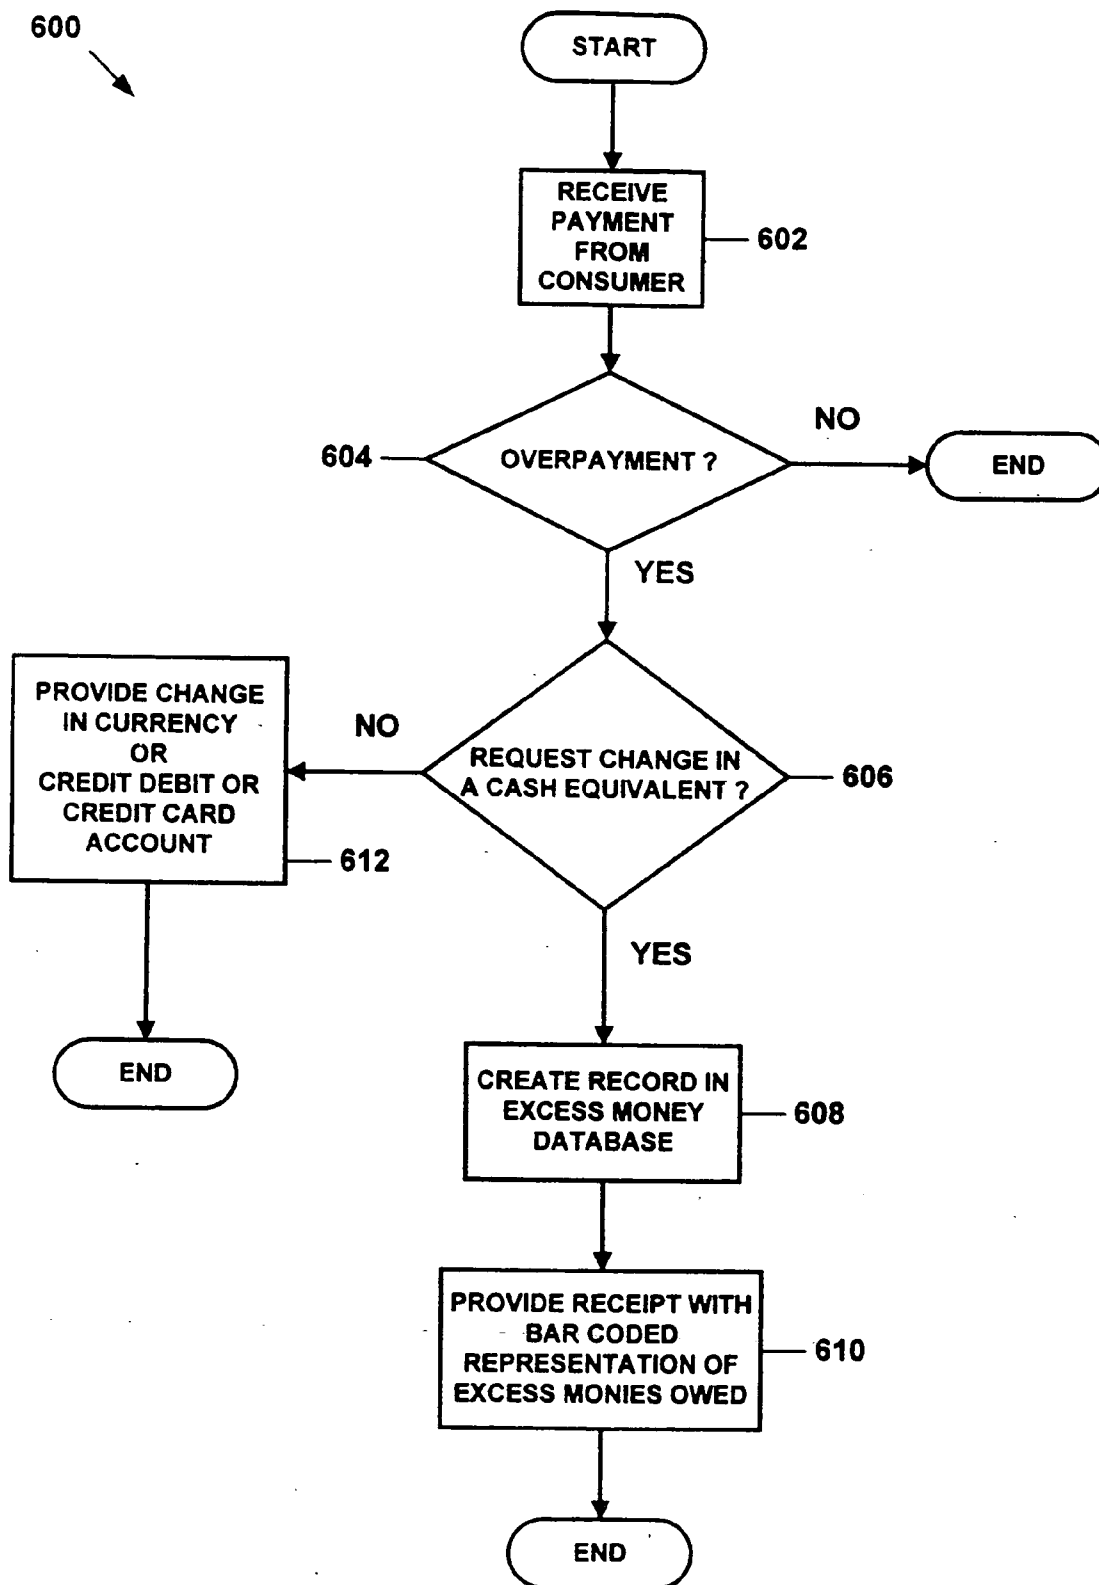 600
START
RECEIVE
PAYMENT
FROM
CONSUMER
602
604
OVERPAYMENT ?
NO
END
YES
PROVIDE CHANGE
IN CURRENCY
OR
CREDIT DEBIT OR
CREDIT CARD
ACCOUNT
612
NO
REQUEST CHANGE IN
A CASH EQUIVALENT ?
606
YES
END
CREATE RECORD IN
EXCESS MONEY
DATABASE
608
PROVIDE RECEIPT WITH
BAR CODED
REPRESENTATION OF
EXCESS MONIES OWED
610
END